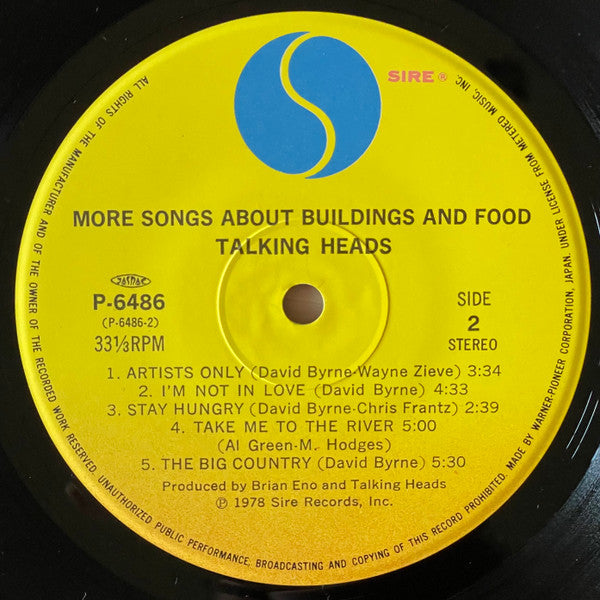 SIRE ®
MORE SONGS ABOUT BUILDINGS AND FOOD
TALKING HEADS
P-6486
(P-6486-2)
33⅓RPM
SIDE
2
STEREO
1. ARTISTS ONLY (David Byrne-Wayne Zieve) 3:34
2. I'M NOT IN LOVE (David Byrne) 4:33
3. STAY HUNGRY (David Byrne-Chris Frantz) 2:39
4. TAKE ME TO THE RIVER 5:00
(Al Green-M. Hodges)
5. THE BIG COUNTRY (David Byrne) 5:30
Produced by Brian Eno and Talking Heads
℗ 1978 Sire Records, Inc.
ALL RIGHTS OF THE MANUFACTURER AND OF THE OWNER OF THE RECORDED WORK RESERVED. UNAUTHORIZED PUBLIC PERFORMANCE, BROADCASTING AND COPYING OF THIS RECORD PROHIBITED. MADE BY WARNER-PIONEER CORPORATION, JAPAN. UNDER LICENSE FROM METERED MUSIC, INC.